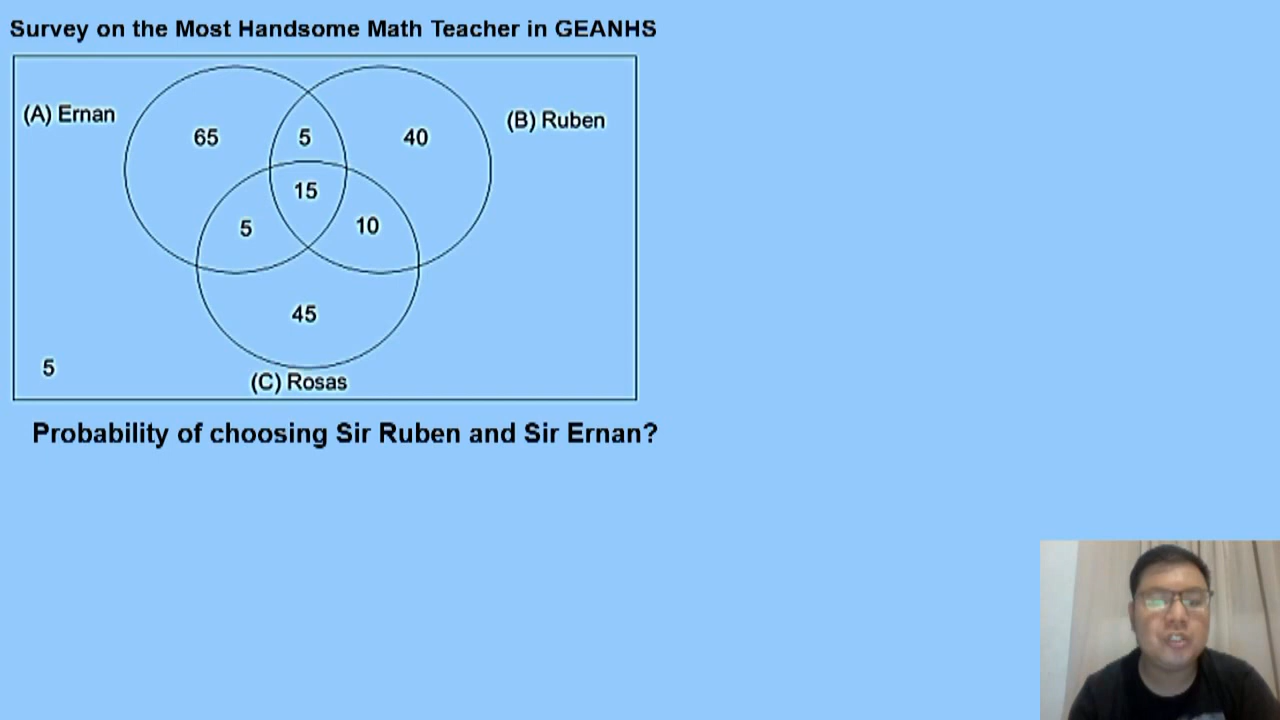 Survey on the Most Handsome Math Teacher in GEANHS
(A) Ernan
(B) Ruben
65
5
40
15
5
10
45
5
(C) Rosas
Probability of choosing Sir Ruben and Sir Ernan?